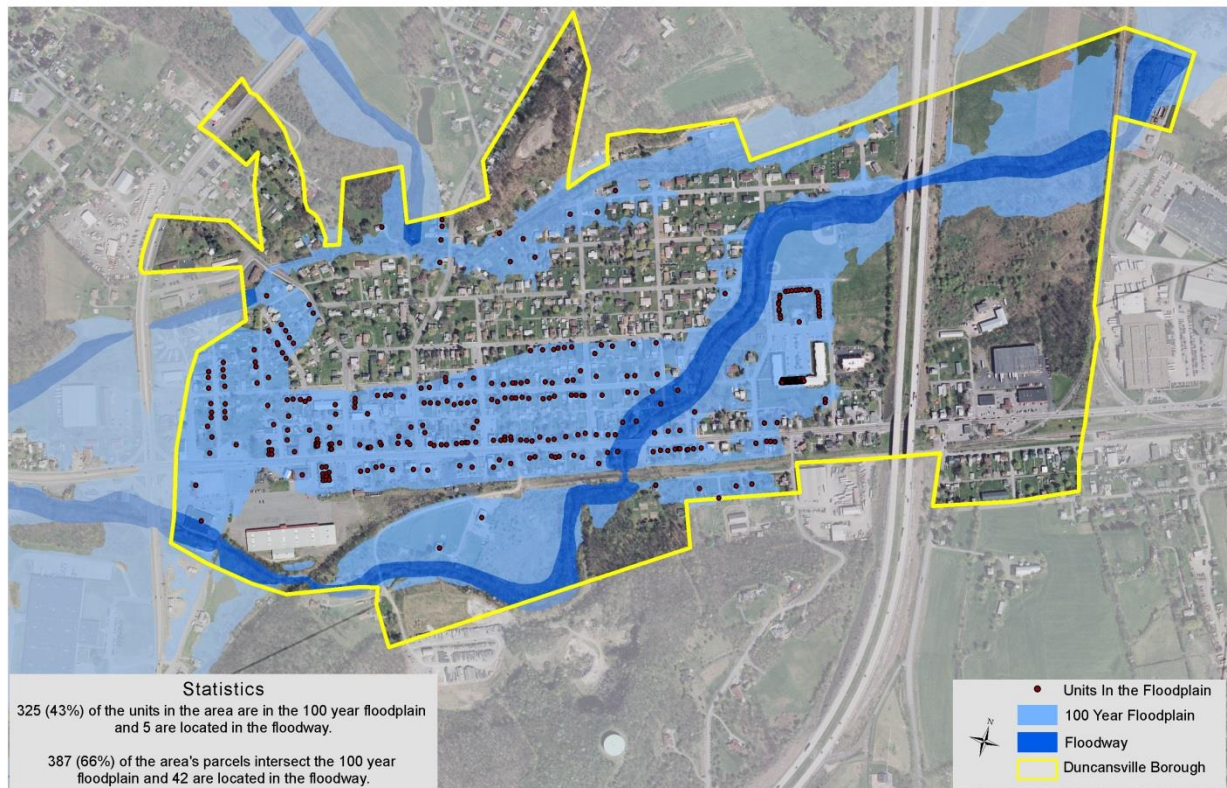 Statistics
325 (43%) of the units in the area are in the 100 year floodplain
and 5 are located in the floodway.
387 (66%) of the area's parcels intersect the 100 year
floodplain and 42 are located in the floodway.
Units In the Floodplain
100 Year Floodplain
Floodway
Duncansville Borough
N